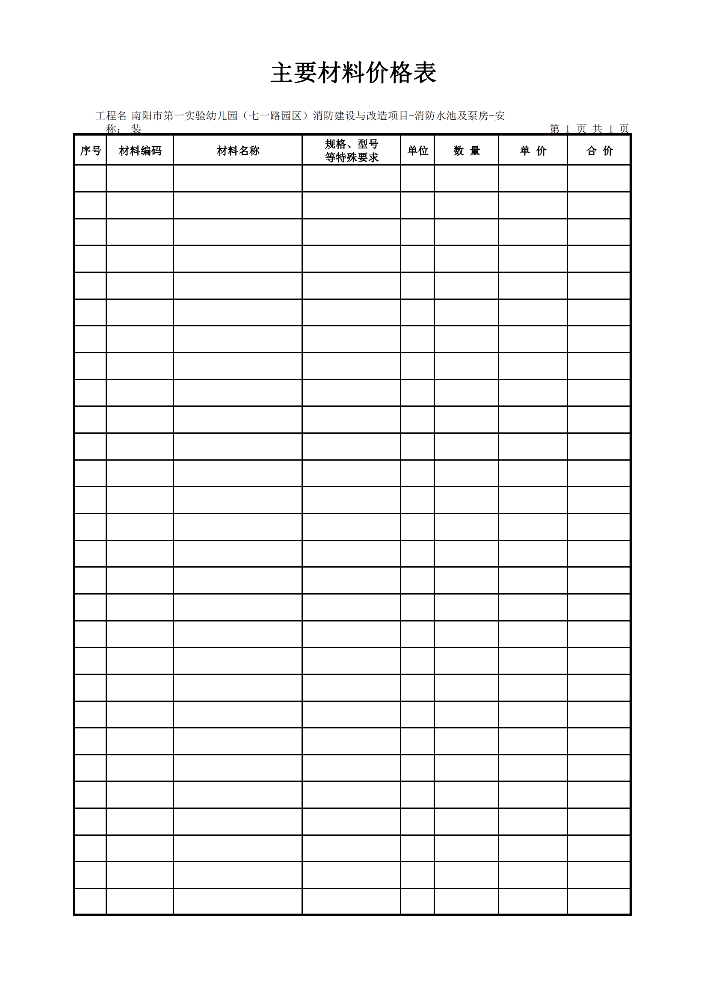 主要材料价格表
工程名 南阳市第一实验幼儿园（七一路园区）消防建设与改造项目-消防水池及泵房-安
称： 装 第 1 页 共 1 页
序号 材料编码 材料名称 规格、型号 单位 数 量 单 价 合 价
等特殊要求